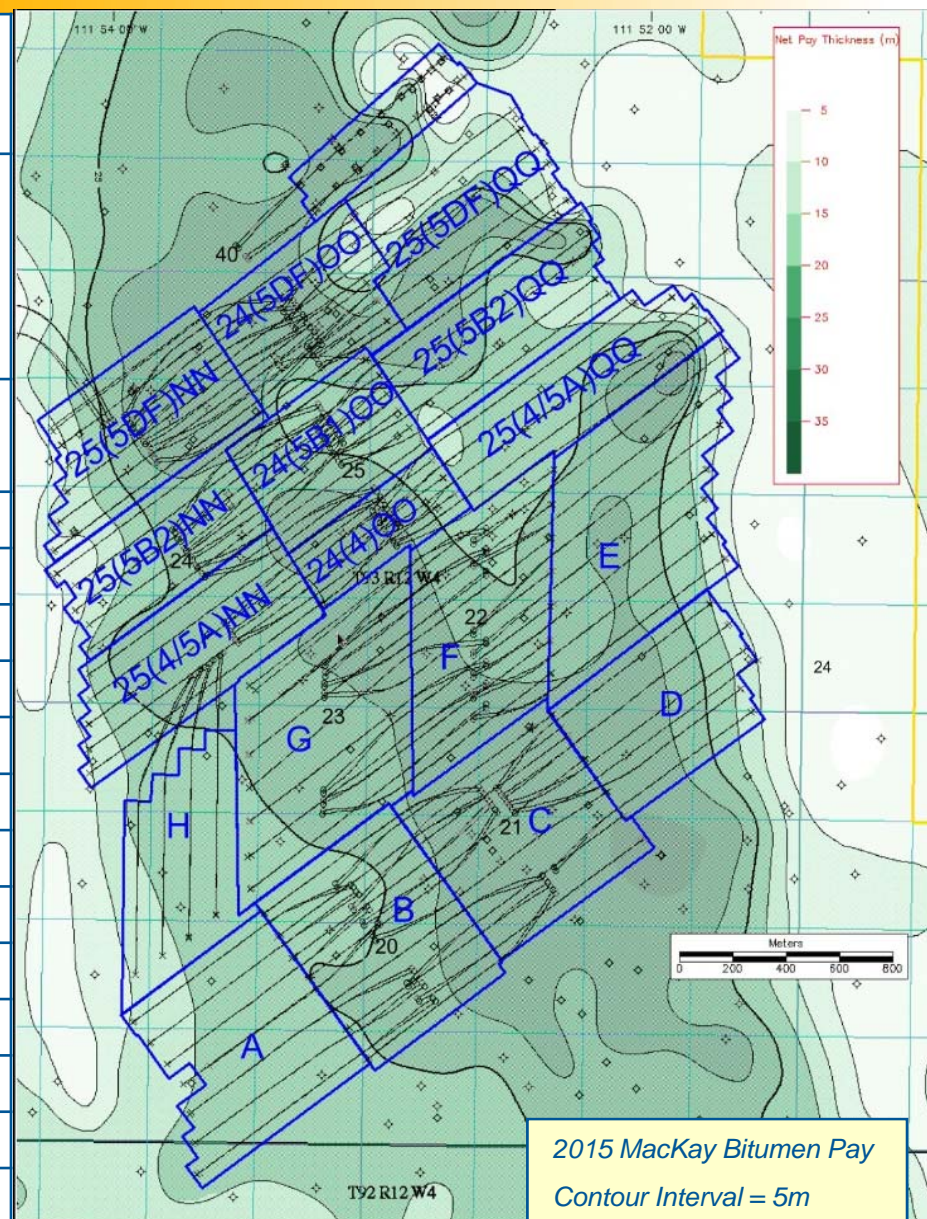 111 54 00 W
111 52 00 W
Net Pay Thickness (m)
5
10
15
20
25
30
35
40
25(5DF)QQ
24(5DF)OO
25(5B2)QQ
25(5DF)NN
25(4/5A)QQ
24(5B1)OO
25
25(5B2)NN
24
24(4)OO
T93 R12 W4
E
25(4/5A)NN
22
F
24
D
23
G
H
C
21
B
20
Meters
0 200 400 600 800
A
2015 MacKay Bitumen Pay
Contour Interval = 5m
T92 R12 W4